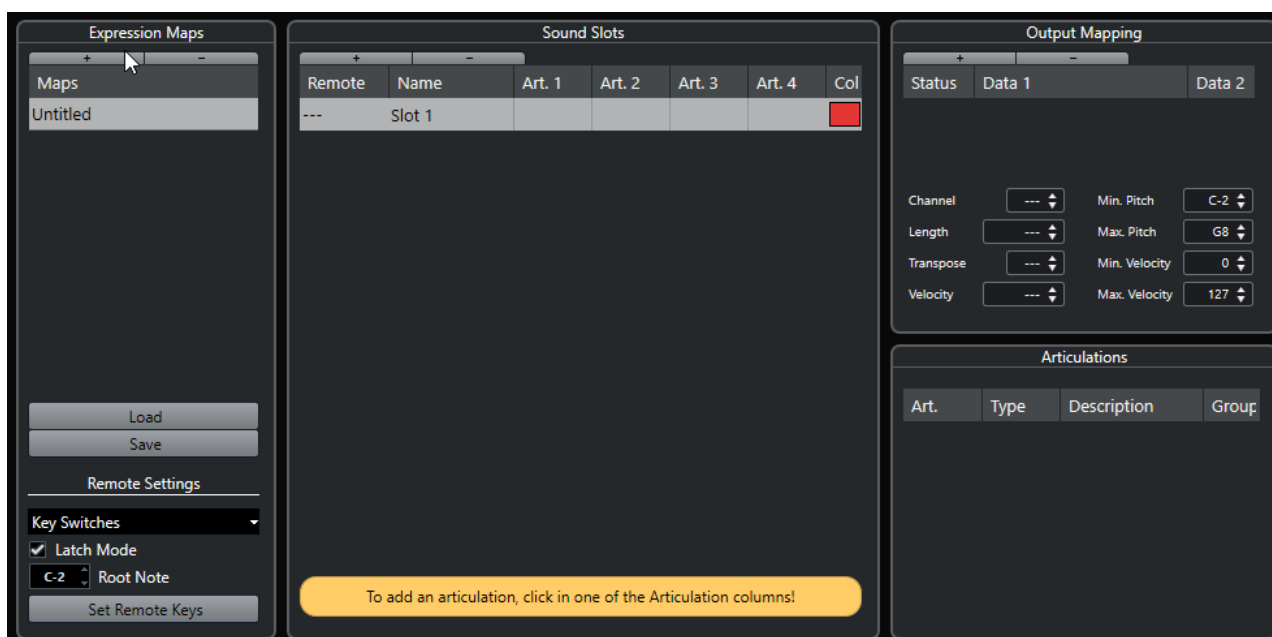 Expression Maps
+ -
Maps
Untitled
Load
Save
Remote Settings
Key Switches
Latch Mode
C-2 Root Note
Set Remote Keys
Sound Slots
+ -
Remote Name Art. 1 Art. 2 Art. 3 Art. 4 Col
--- Slot 1
To add an articulation, click in one of the Articulation columns!
Output Mapping
+ -
Status Data 1 Data 2
Channel --- Min. Pitch C-2
Length --- Max. Pitch G8
Transpose --- Min. Velocity 0
Velocity --- Max. Velocity 127
Articulations
Art. Type Description Group